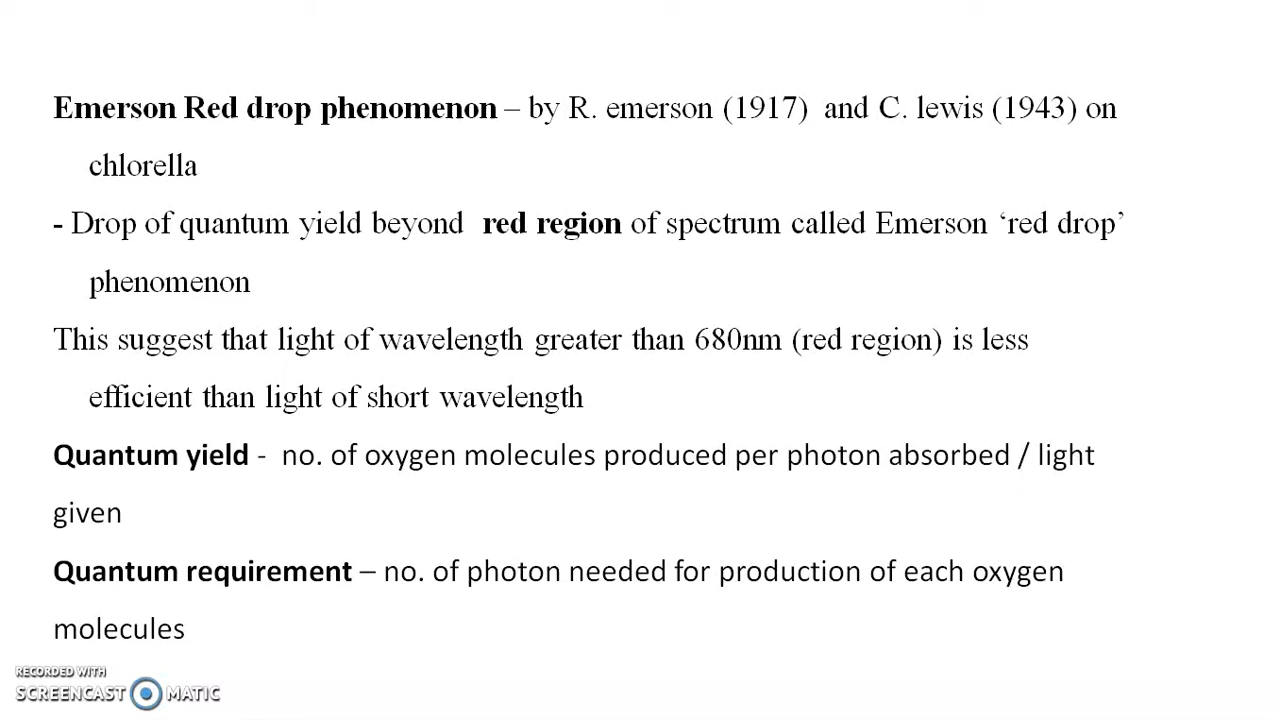 Emerson Red drop phenomenon – by R. emerson (1917) and C. lewis (1943) on
chlorella
- Drop of quantum yield beyond red region of spectrum called Emerson ‘red drop’
phenomenon
This suggest that light of wavelength greater than 680nm (red region) is less
efficient than light of short wavelength
Quantum yield - no. of oxygen molecules produced per photon absorbed / light
given
Quantum requirement – no. of photon needed for production of each oxygen
molecules
RECORDED WITH
SCREENCAST MATIC